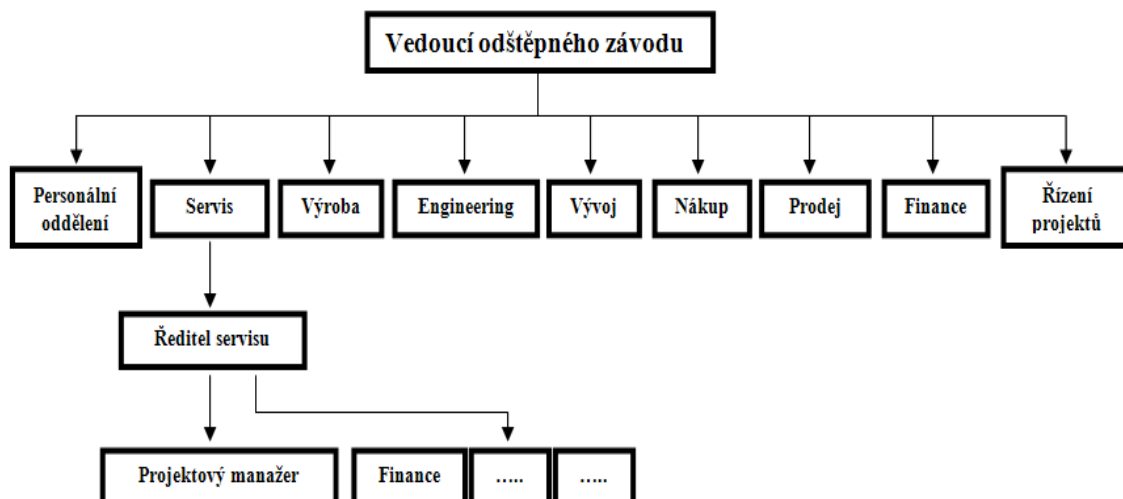 Vedoucí odštěpného závodu
Personální
oddělení
Servis
Výroba
Engineering
Vývoj
Nákup
Prodej
Finance
Řízení
projektů
Ředitel servisu
Projektový manažer
Finance
.....
.....